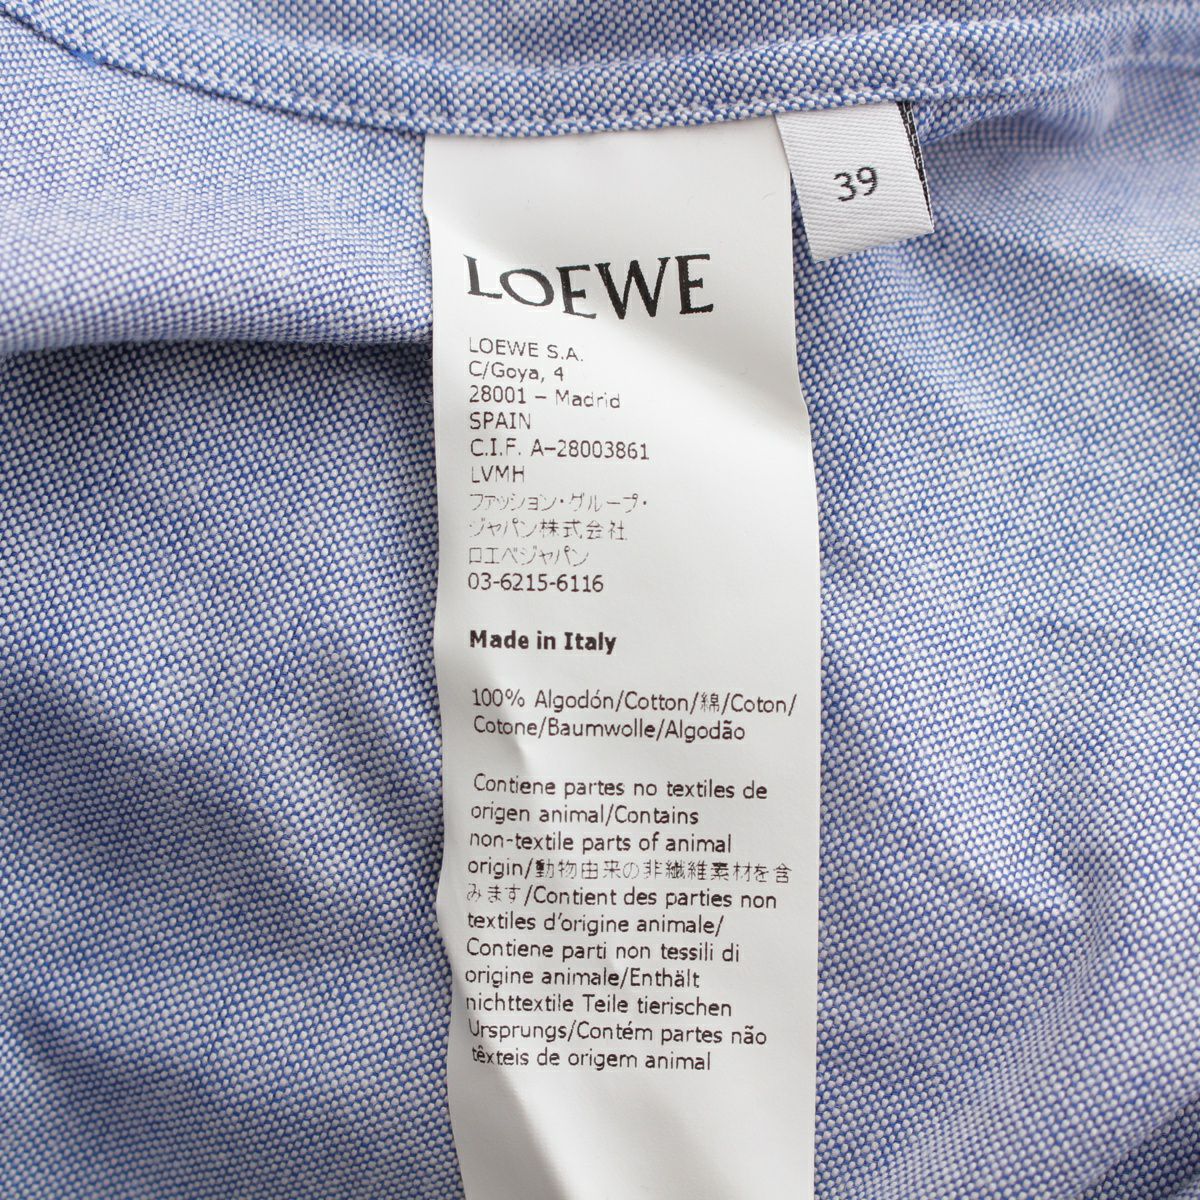 39
LOEWE
LOEWE S.A.
C/Goya, 4
28001 – Madrid
SPAIN
C.I.F. A–28003861
LVMH
ファッション・グループ・
ジャパン株式会社
ロエベジャパン
03-6215-6116
Made in Italy
100% Algodón/Cotton/綿/Coton/
Cotone/Baumwolle/Algodão
Contiene partes no textiles de
origen animal/Contains
non-textile parts of animal
origin/動物由来の非繊維素材を含
みます/Contient des parties non
textiles d’origine animale/
Contiene parti non tessili di
origine animale/Enthält
nichttextile Teile tierischen
Ursprungs/Contém partes não
têxteis de origem animal